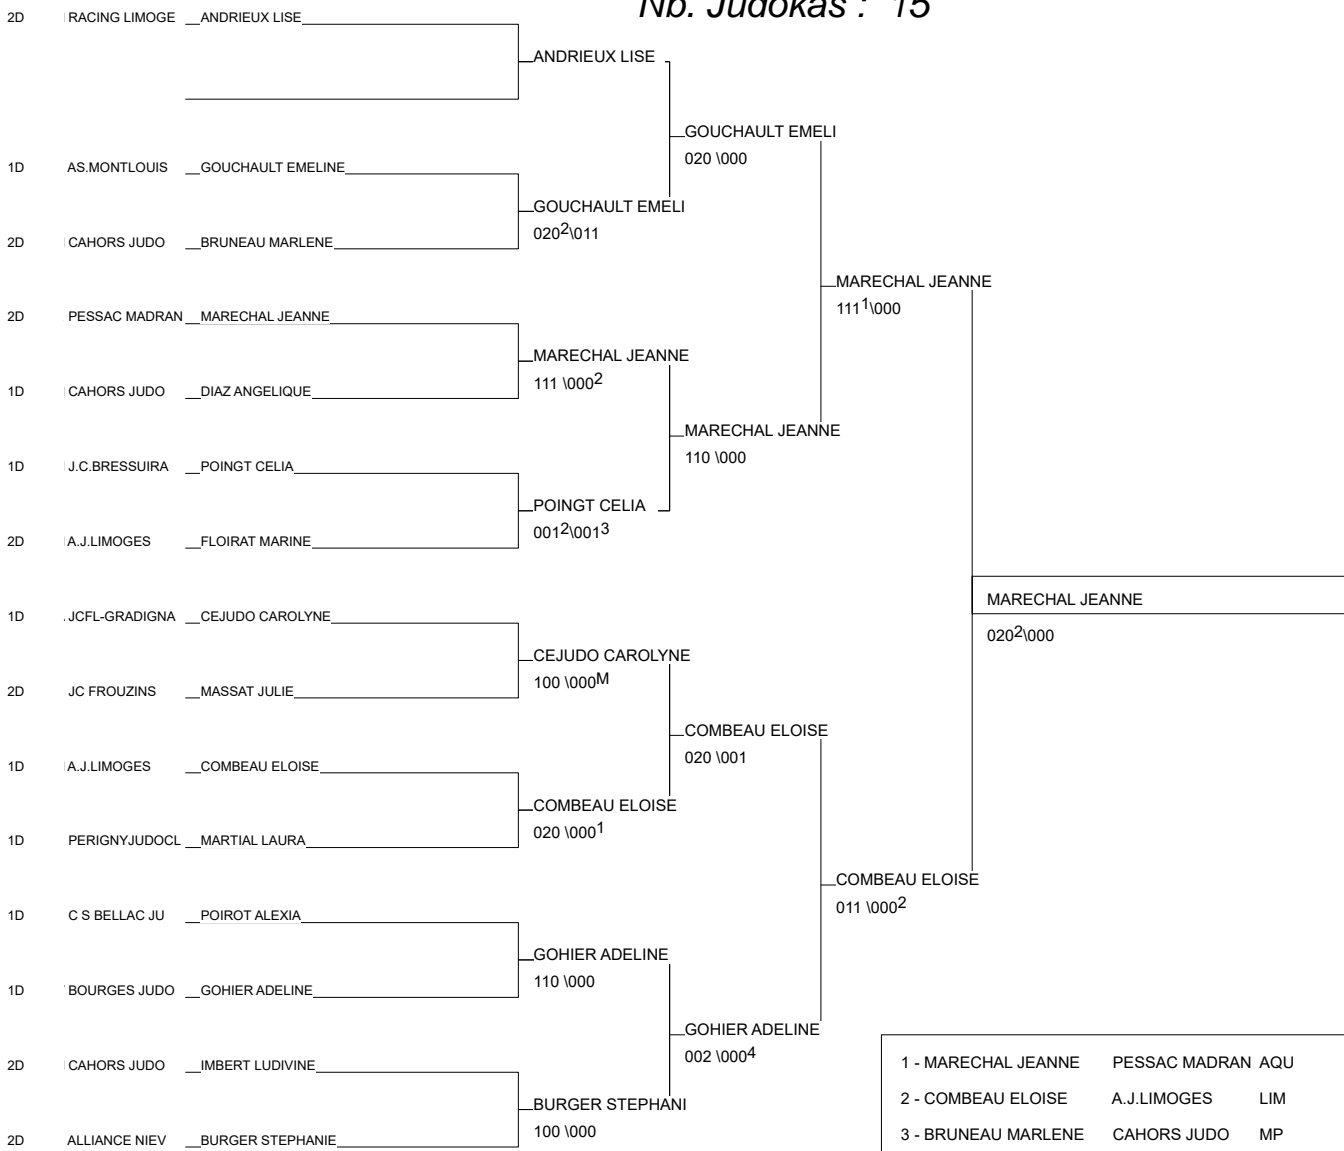 Nb. Judokas : 15
2D RACING LIMOGE ANDRIEUX LISE
ANDRIEUX LISE
GOUCHAULT EMELI
020 \000
1D AS.MONTLOUIS GOUCHAULT EMELINE
GOUCHAULT EMELI
020²\011
2D CAHORS JUDO BRUNEAU MARLENE
MARECHAL JEANNE
111¹\000
2D PESSAC MADRAN MARECHAL JEANNE
MARECHAL JEANNE
111 \000²
1D CAHORS JUDO DIAZ ANGELIQUE
MARECHAL JEANNE
110 \000
1D J.C.BRESSUIRA POINGT CELIA
POINGT CELIA
001²\001³
2D A.J.LIMOGES FLOIRAT MARINE
MARECHAL JEANNE
020²\000
1D JCFL-GRADIGNA CEJUDO CAROLYNE
CEJUDO CAROLYNE
100 \000M
2D JC FROUZINS MASSAT JULIE
COMBEAU ELOISE
020 \001
1D A.J.LIMOGES COMBEAU ELOISE
COMBEAU ELOISE
020 \000¹
1D PERIGNYJUDOCL MARTIAL LAURA
COMBEAU ELOISE
011 \000²
1D C S BELLAC JU POIROT ALEXIA
GOHIER ADELINE
110 \000
1D BOURGES JUDO GOHIER ADELINE
GOHIER ADELINE
002 \000⁴
2D CAHORS JUDO IMBERT LUDIVINE
BURGER STEPHANI
100 \000
2D ALLIANCE NIEV BURGER STEPHANIE
1 - MARECHAL JEANNE PESSAC MADRAN AQU
2 - COMBEAU ELOISE A.J.LIMOGES LIM
3 - BRUNEAU MARLENE CAHORS JUDO MP